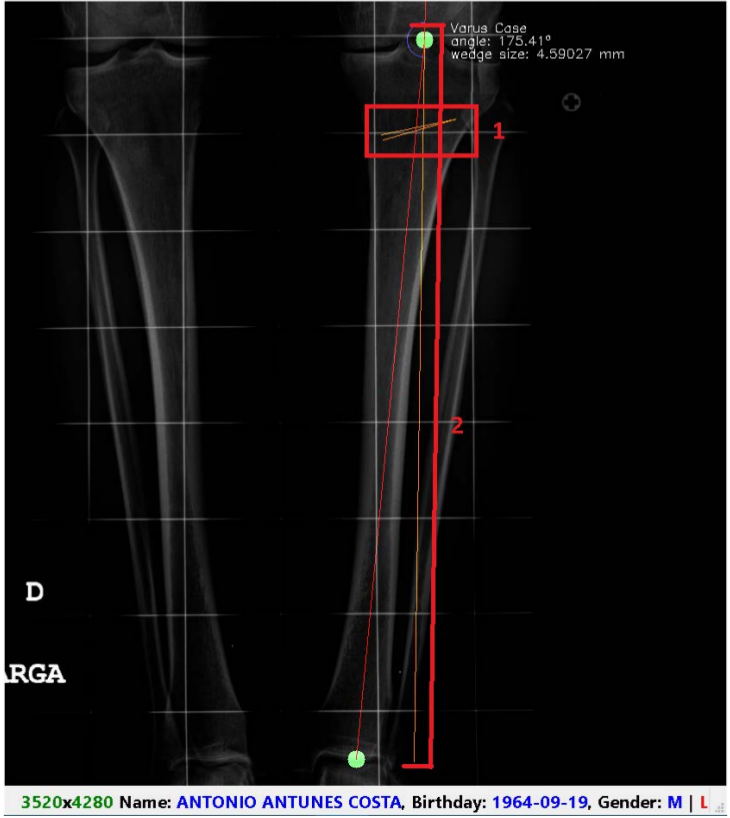 Varus Case
angle: 175.41°
wedge size: 4.59027 mm
1
2
D
ARGA
3520x4280 Name: ANTONIO ANTUNES COSTA, Birthday: 1964-09-19, Gender: M | L